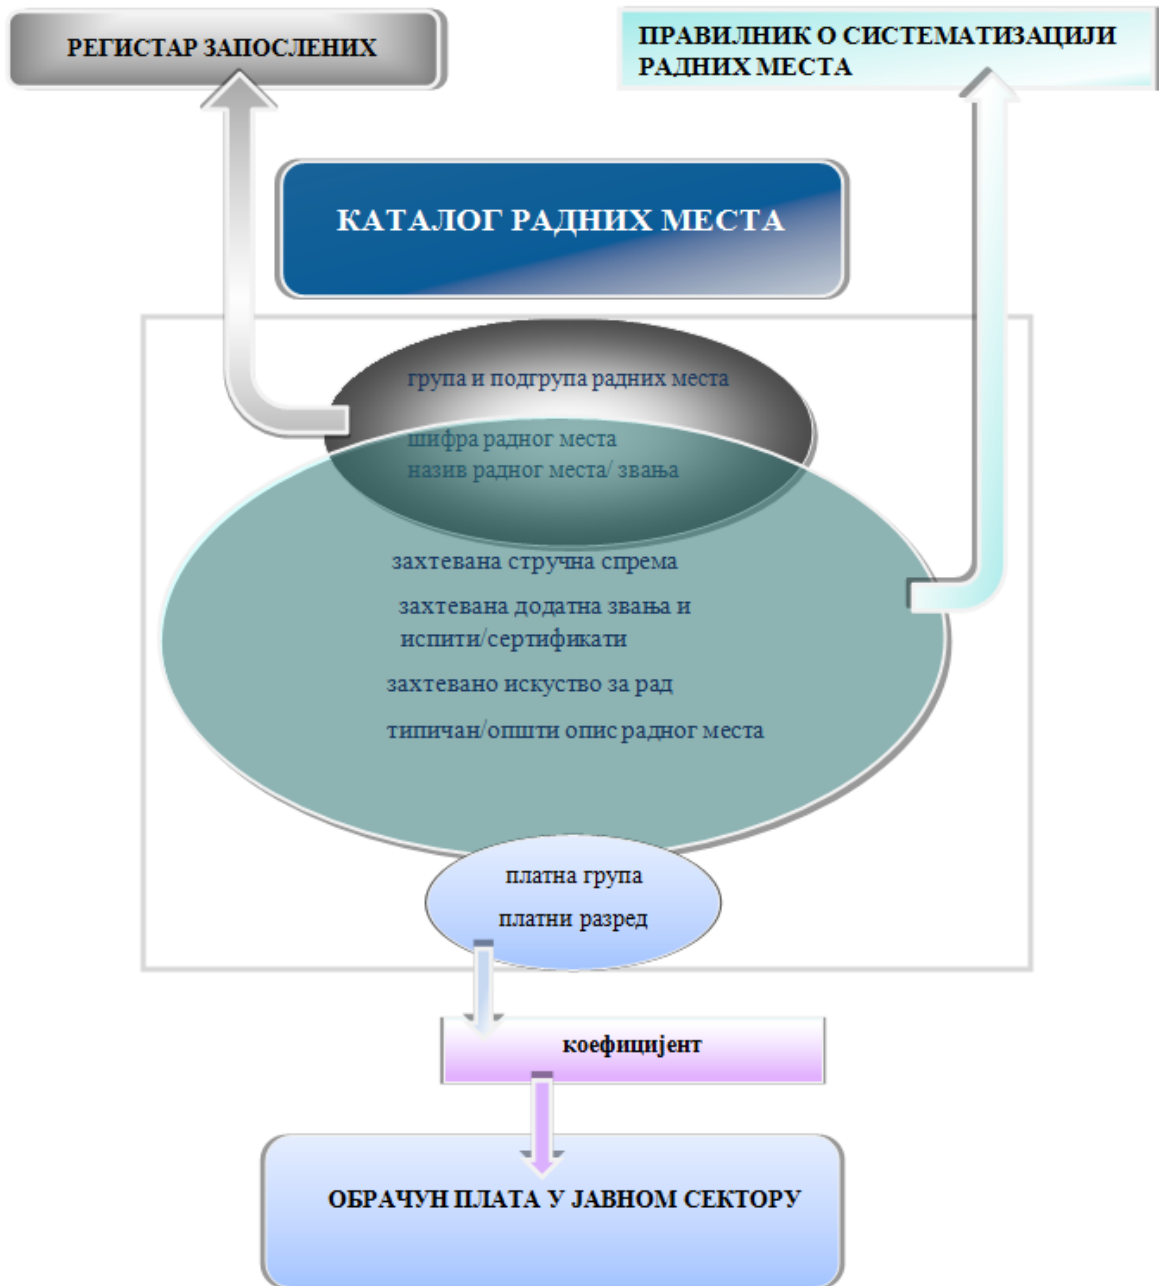 РЕГИСТАР ЗАПОСЛЕНИХ
ПРАВИЛНИК О СИСТЕМАТИЗАЦИЈИ
РАДНИХ МЕСТА
КАТАЛОГ РАДНИХ МЕСТА
група и подгрупа радних места
шифра радног места
назив радног места/ звања
захтевана стручна спрема
захтевана додатна звања и
испити/сертификати
захтевано искуство за рад
типичан/општи опис радног места
платна група
платни разред
коефицијент
ОБРАЧУН ПЛАТА У ЈАВНОМ СЕКТОРУ